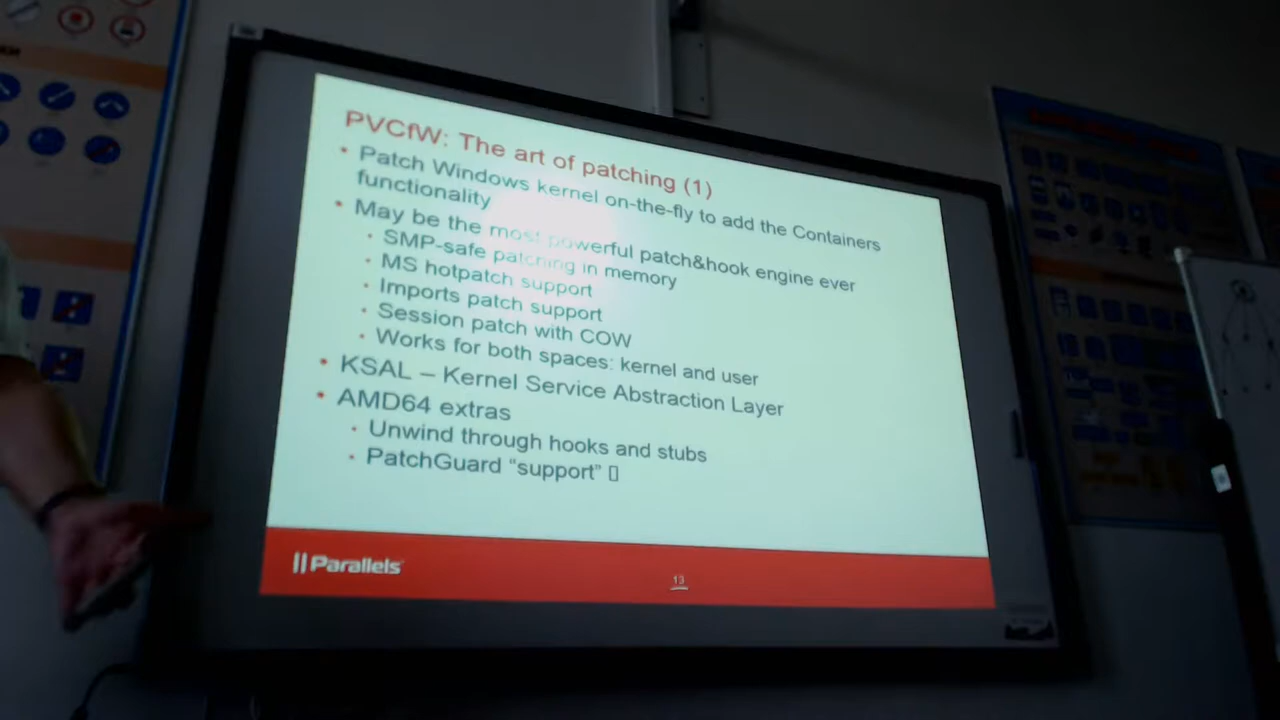 PVCfW: The art of patching (1)
• Patch Windows kernel on-the-fly to add the Containers
functionality
• May be the most powerful patch&hook engine ever
• SMP-safe patching in memory
• MS hotpatch support
• Imports patch support
• Session patch with COW
• Works for both spaces: kernel and user
• KSAL – Kernel Service Abstraction Layer
• AMD64 extras
• Unwind through hooks and stubs
• PatchGuard “support” ▯
Parallels
13